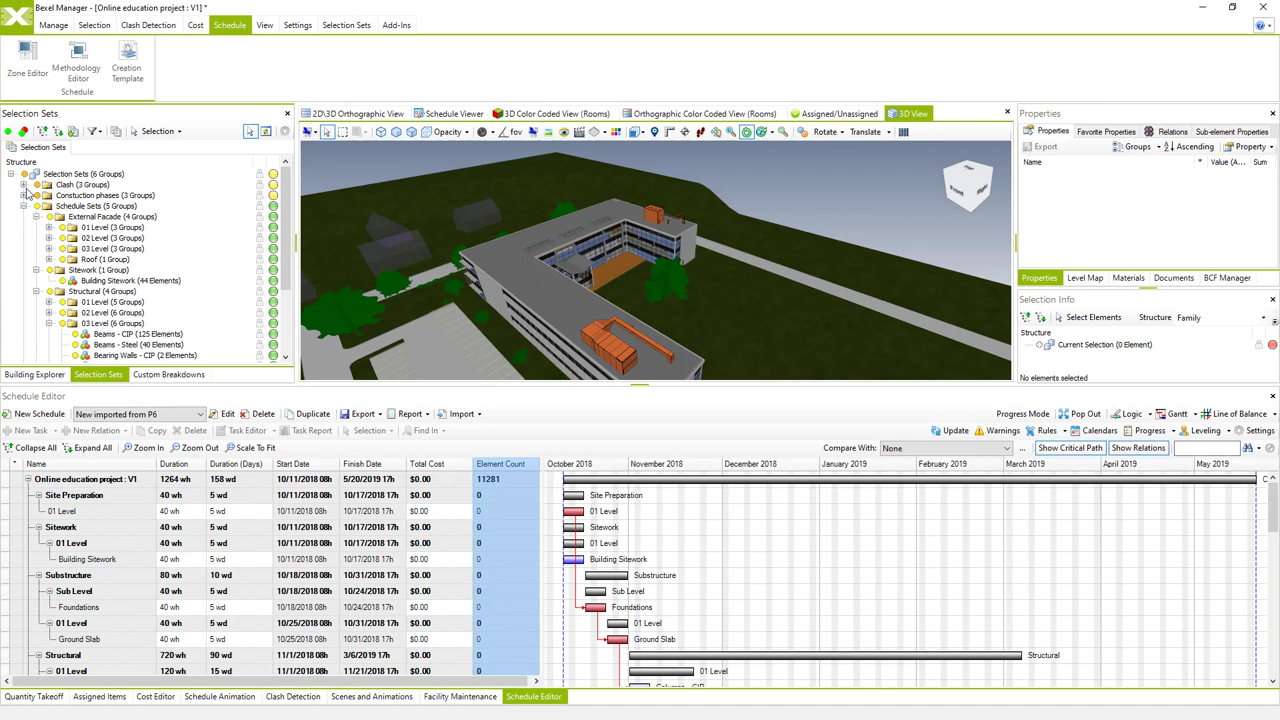 Bexel Manager - [Online education project : V1] *
Manage Selection Clash Detection Cost Schedule View Settings Selection Sets Add-Ins
Zone Editor Methodology Editor Creation Template
Schedule
Selection Sets
Selection
Selection Sets
Structure
Selection Sets (6 Groups)
Clash (3 Groups)
Constuction phases (3 Groups)
Schedule Sets (5 Groups)
External Facade (4 Groups)
01 Level (3 Groups)
02 Level (3 Groups)
03 Level (3 Groups)
Roof (1 Group)
Sitework (1 Group)
Building Sitework (44 Elements)
Structural (4 Groups)
01 Level (5 Groups)
02 Level (6 Groups)
03 Level (6 Groups)
Beams - CIP (125 Elements)
Beams - Steel (40 Elements)
Bearing Walls - CIP (2 Elements)
Building Explorer Selection Sets Custom Breakdowns
2D\3D Orthographic View Schedule Viewer 3D Color Coded View (Rooms) Orthographic Color Coded View (Rooms) Assigned/Unassigned 3D View
Opacity fov Rotate Translate
Front Right
Properties
Properties Favorite Properties Relations Sub-element Properties
Export Groups Ascending Property
Name * Value (A... Sum
Properties Level Map Materials Documents BCF Manager
Selection Info
Select Elements Structure Family
Structure
Current Selection (0 Element)
No elements selected
Schedule Editor
New Schedule New imported from P6 Edit Delete Duplicate Export Report Import Progress Mode Pop Out Logic Gantt Line of Balance
New Task New Relation Copy Delete Task Editor Task Report Selection Find In Update Warnings Rules Calendars Progress Leveling Settings
Collapse All Expand All Zoom In Zoom Out Scale To Fit Compare With: None ... Show Critical Path Show Relations
Name Duration Duration (Days) Start Date Finish Date Total Cost Element Count October 2018 November 2018 December 2018 January 2019 February 2019 March 2019 April 2019 May 2019
Online education project : V1 1264 wh 158 wd 10/11/2018 08h 5/20/2019 17h $0.00 11281
Site Preparation 40 wh 5 wd 10/11/2018 08h 10/17/2018 17h $0.00 0 Site Preparation
01 Level 40 wh 5 wd 10/11/2018 08h 10/17/2018 17h $0.00 0 01 Level
Sitework 40 wh 5 wd 10/11/2018 08h 10/17/2018 17h $0.00 0 Sitework
01 Level 40 wh 5 wd 10/11/2018 08h 10/17/2018 17h $0.00 0 01 Level
Building Sitework 40 wh 5 wd 10/11/2018 08h 10/17/2018 17h $0.00 0 Building Sitework
Substructure 80 wh 10 wd 10/18/2018 08h 10/31/2018 17h $0.00 0 Substructure
Sub Level 40 wh 5 wd 10/18/2018 08h 10/24/2018 17h $0.00 0 Sub Level
Foundations 40 wh 5 wd 10/18/2018 08h 10/24/2018 17h $0.00 0 Foundations
01 Level 40 wh 5 wd 10/25/2018 08h 10/31/2018 17h $0.00 0 01 Level
Ground Slab 40 wh 5 wd 10/25/2018 08h 10/31/2018 17h $0.00 0 Ground Slab
Structural 720 wh 90 wd 11/1/2018 08h 3/6/2019 17h $0.00 0 Structural
01 Level 120 wh 15 wd 11/1/2018 08h 11/21/2018 17h $0.00 0 01 Level
Quantity Takeoff Assigned Items Cost Editor Schedule Animation Clash Detection Scenes and Animations Facility Maintenance Schedule Editor